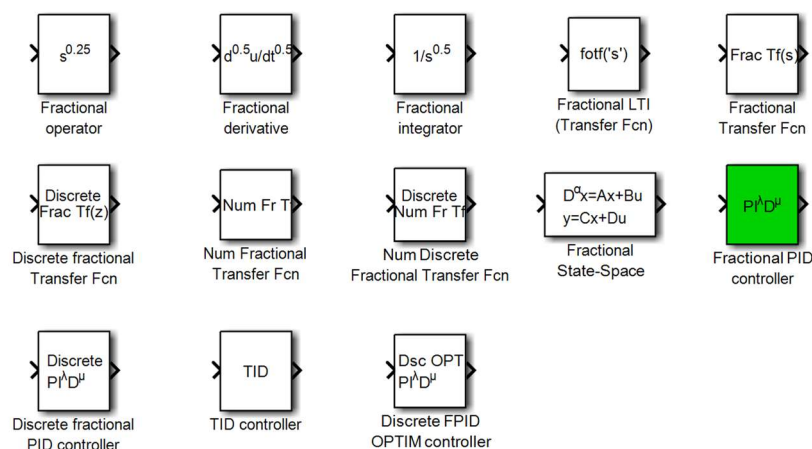 s^0.25
Fractional
operator
d^0.5u/dt^0.5
Fractional
derivative
1/s^0.5
Fractional
integrator
fotf('s')
Fractional LTI
(Transfer Fcn)
Frac Tf(s)
Fractional
Transfer Fcn
Discrete
Frac Tf(z)
Discrete fractional
Transfer Fcn
Num Fr Tf
Num Fractional
Transfer Fcn
Discrete
Num Fr Tf
Num Discrete
Fractional Transfer Fcn
D^αx=Ax+Bu
y=Cx+Du
Fractional
State-Space
PI^λD^μ
Fractional PID
controller
Discrete
PI^λD^μ
Discrete fractional
PID controller
TID
TID controller
Dsc OPT
PI^λD^μ
Discrete FPID
OPTIM controller